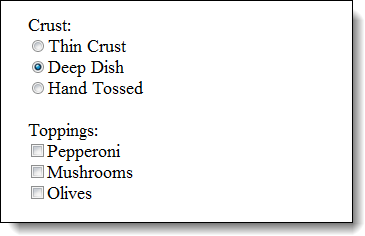 Crust:
Thin Crust
Deep Dish
Hand Tossed
Toppings:
Pepperoni
Mushrooms
Olives